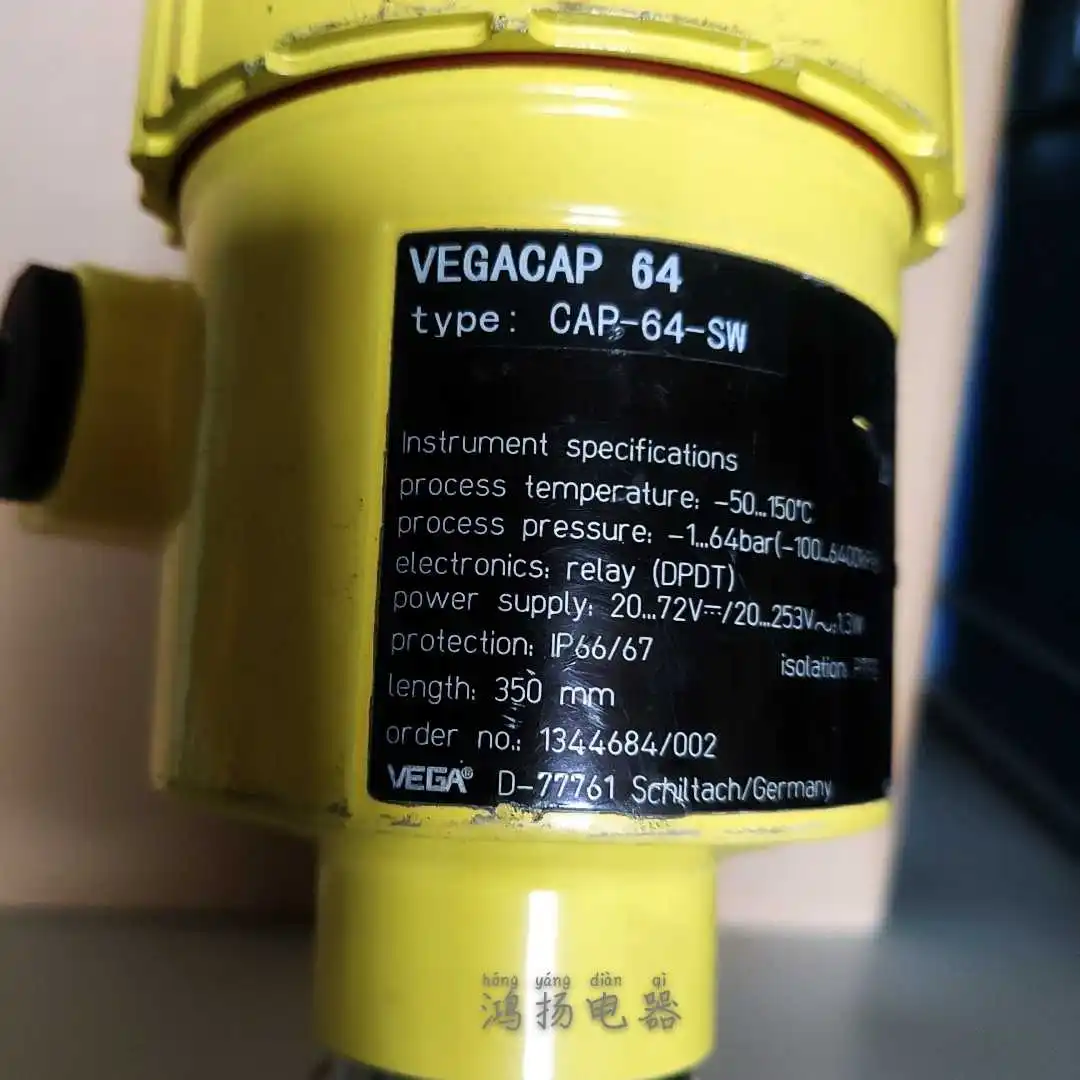 VEGACAP 64
type: CAP-64-SW
Instrument specifications
process temperature: -50...150°C
process pressure: -1...64bar(-100...6400kPa)
electronics: relay (DPDT)
power supply: 20...72V⎓/20...253V~;1.3W
protection: IP66/67
isolation: PTFE
length: 350 mm
order no.: 1344684/002
VEGA® D-77761 Schiltach/Germany
hóng yáng diàn qì
鸿扬电器